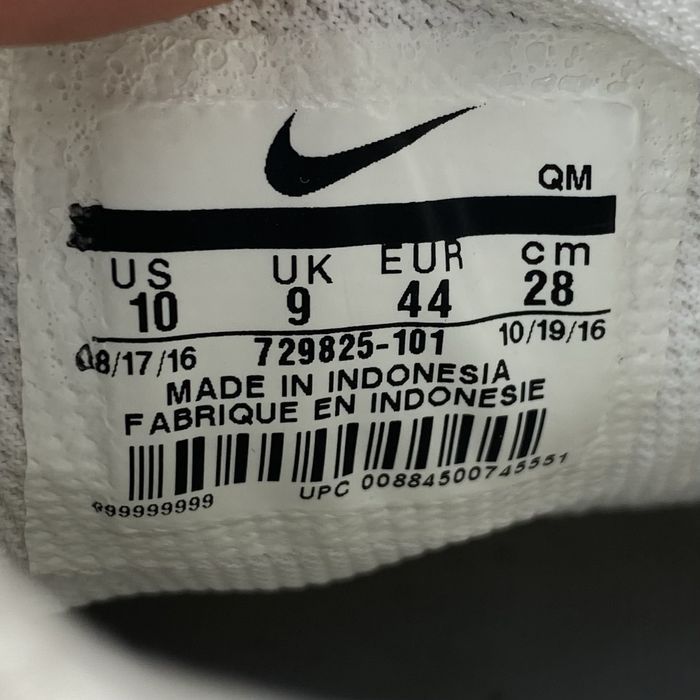 QM
US UK EUR cm
10 9 44 28
08/17/16 729825-101 10/19/16
MADE IN INDONESIA
FABRIQUE EN INDONESIE
999999999 UPC 00884500745551